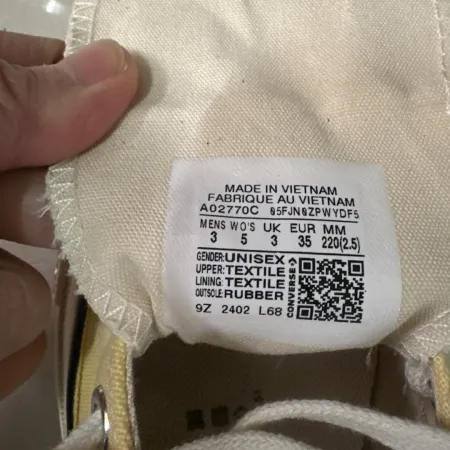 MADE IN VIETNAM
FABRIQUE AU VIETNAM
A02770C 05FJN0ZPWYDF5
MENS WO'S UK EUR MM
3 5 3 35 220(2.5)
GENDER: UNISEX
UPPER: TEXTILE
LINING: TEXTILE
OUTSOLE: RUBBER
CONVERSE
9Z 2402 L68